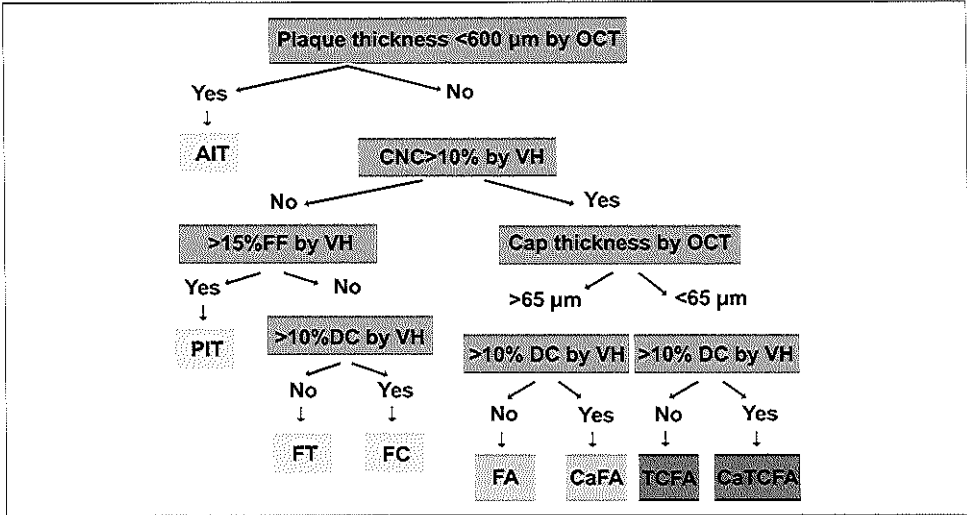 Plaque thickness <600 µm by OCT
Yes No
AIT
CNC>10% by VH
No Yes
>15%FF by VH Cap thickness by OCT
Yes No >65 µm <65 µm
PIT >10%DC by VH >10% DC by VH >10% DC by VH
No Yes No Yes No Yes
FT FC FA CaFA TCFA CaTCFA